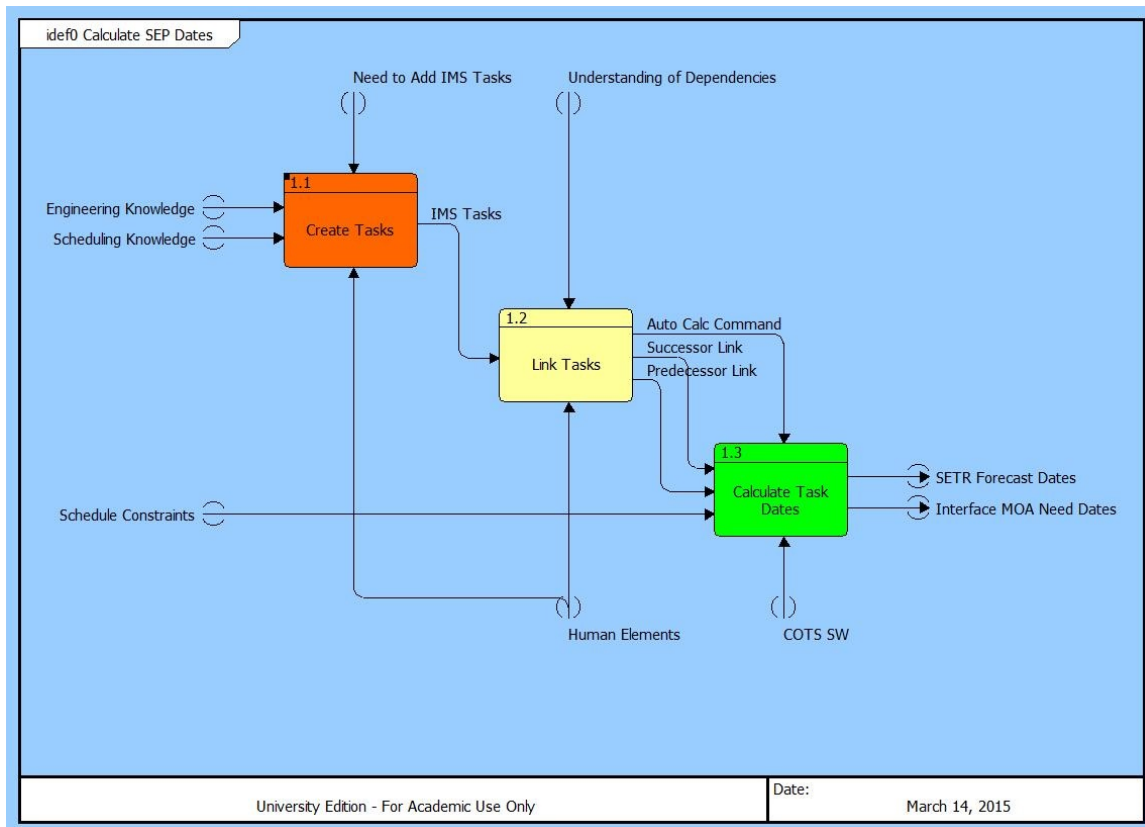 idef0 Calculate SEP Dates
Need to Add IMS Tasks
Understanding of Dependencies
1.1
Create Tasks
Engineering Knowledge
Scheduling Knowledge
IMS Tasks
1.2
Link Tasks
Auto Calc Command
Successor Link
Predecessor Link
1.3
Calculate Task
Dates
SETR Forecast Dates
Interface MOA Need Dates
Schedule Constraints
Human Elements
COTS SW
University Edition - For Academic Use Only
Date:
March 14, 2015